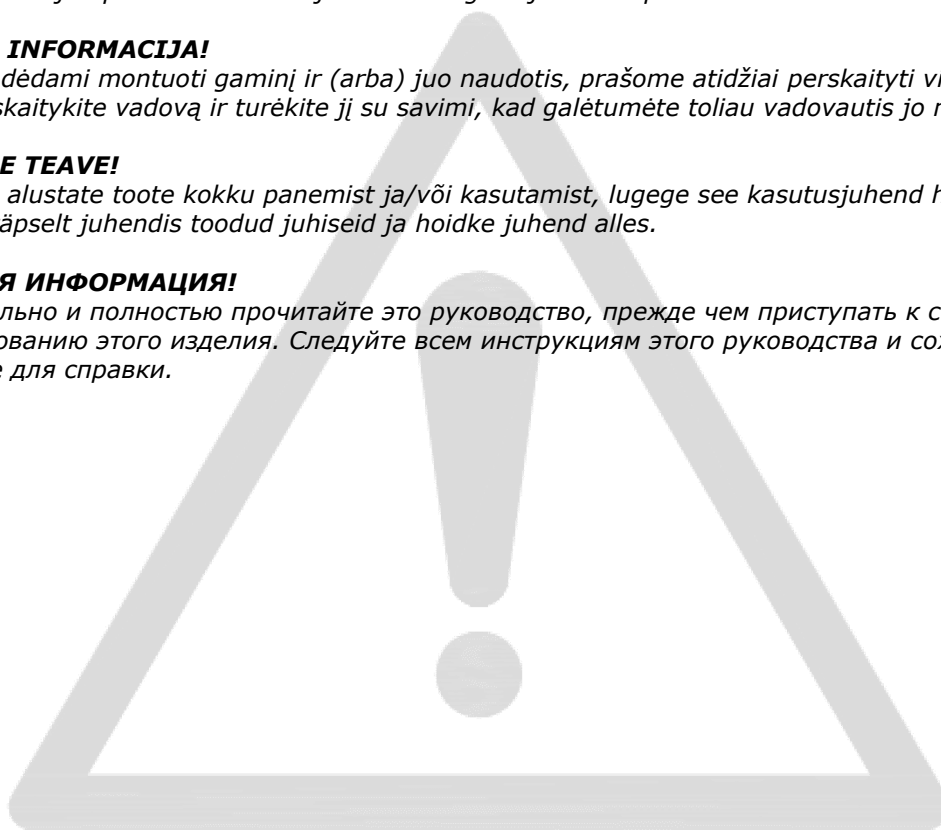 INFORMACIJA!
dėdami montuoti gaminį ir (arba) juo naudotis, prašome atidžiai perskaityti
skaitykite vadovą ir turėkite jį su savimi, kad galėtumėte toliau vadovautis jo
E TEAVE!
alustate toote kokku panemist ja/või kasutamist, lugege see kasutusjuhend
äpselt juhendis toodud juhiseid ja hoidke juhend alles.
Я ИНФОРМАЦИЯ!
льно и полностью прочитайте это руководство, прежде чем приступать к
ованию этого изделия. Следуйте всем инструкциям этого руководства и
е для справки.